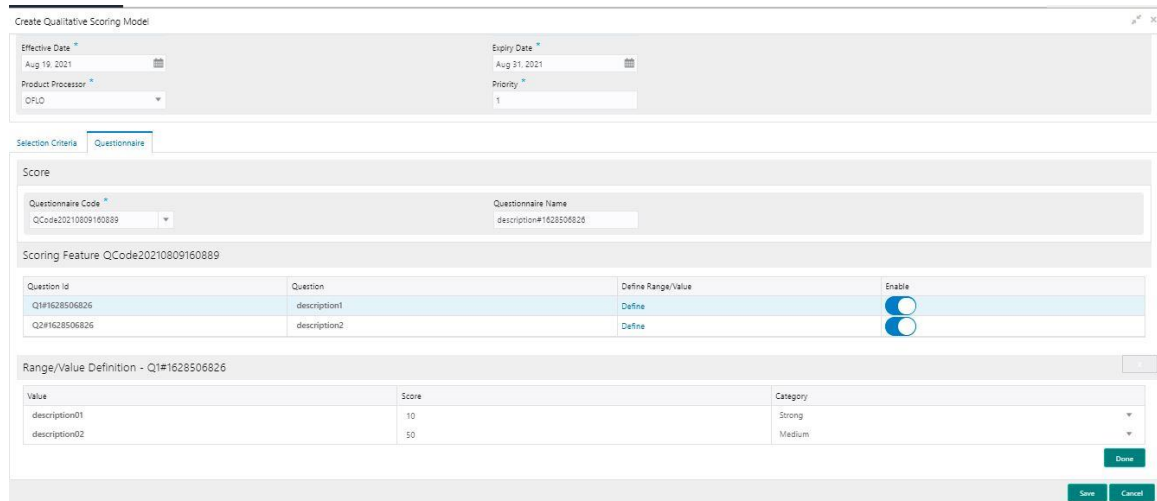 Create Qualitative Scoring Model
Effective Date * Expiry Date *
Aug 19, 2021 Aug 31, 2021
Product Processor * Priority *
OFLO 1
Selection Criteria Questionnaire
Score
Questionnaire Code * Questionnaire Name
QCode20210809160889 description#1628506826
Scoring Feature QCode20210809160889
Question Id Question Define Range/Value Enable
Q1#1628506826 description1 Define
Q2#1628506826 description2 Define
Range/Value Definition - Q1#1628506826
Value Score Category
description01 10 Strong
description02 50 Medium
Done
Save Cancel